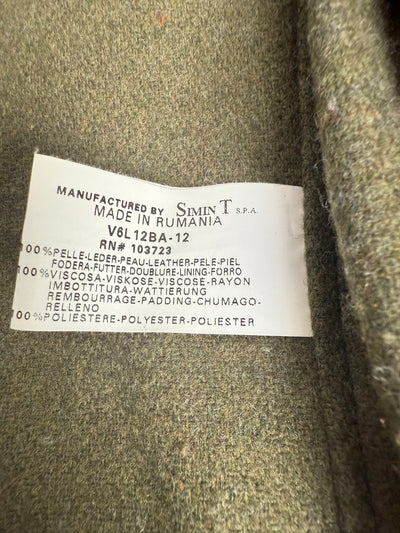 MANUFACTURED BY SIMIN T S.P.A.
MADE IN RUMANIA
V6L12BA-12
RN# 103723
100%PELLE-LEDER-PEAU-LEATHER-PELE-PIEL
FODERA-FUTTER-DOUBLURE-LINING-FORRO
100%VISCOSA-VISKOSE-VISCOSE-RAYON
IMBOTTITURA-WATTIERUNG
REMBOURRAGE-PADDING-CHUMAGO-
RELLENO
100%POLIESTERE-POLYESTER-POLIESTER